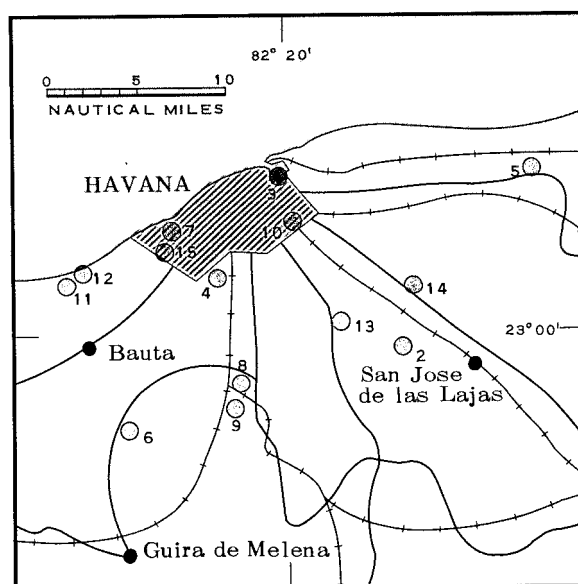 82° 20'
0 5 10
NAUTICAL MILES
5
HAVANA
3
7
10
15
12
11
4
14
23° 00'
13
2
Bauta
San Jose
de las Lajas
8
9
6
Guira de Melena